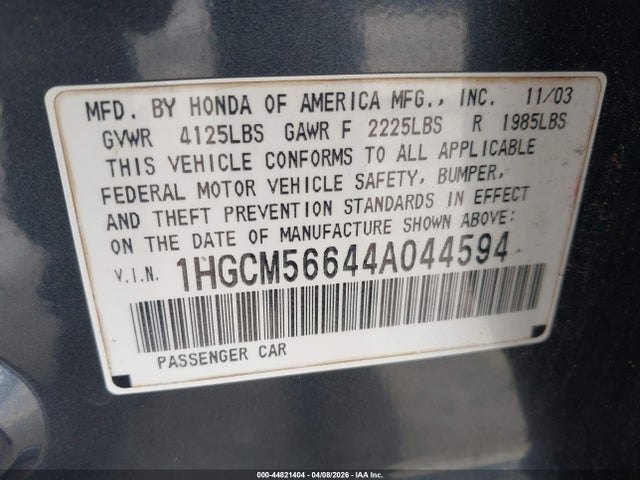 MFD. BY HONDA OF AMERICA MFG., INC. 11/03
GVWR 4125LBS GAWR F 2225LBS R 1985LBS
THIS VEHICLE CONFORMS TO ALL APPLICABLE
FEDERAL MOTOR VEHICLE SAFETY, BUMPER,
AND THEFT PREVENTION STANDARDS IN EFFECT
ON THE DATE OF MANUFACTURE SHOWN ABOVE:
V.I.N. 1HGCM56644A044594
PASSENGER CAR
000-44821404 04/08/2026 IAA Inc.